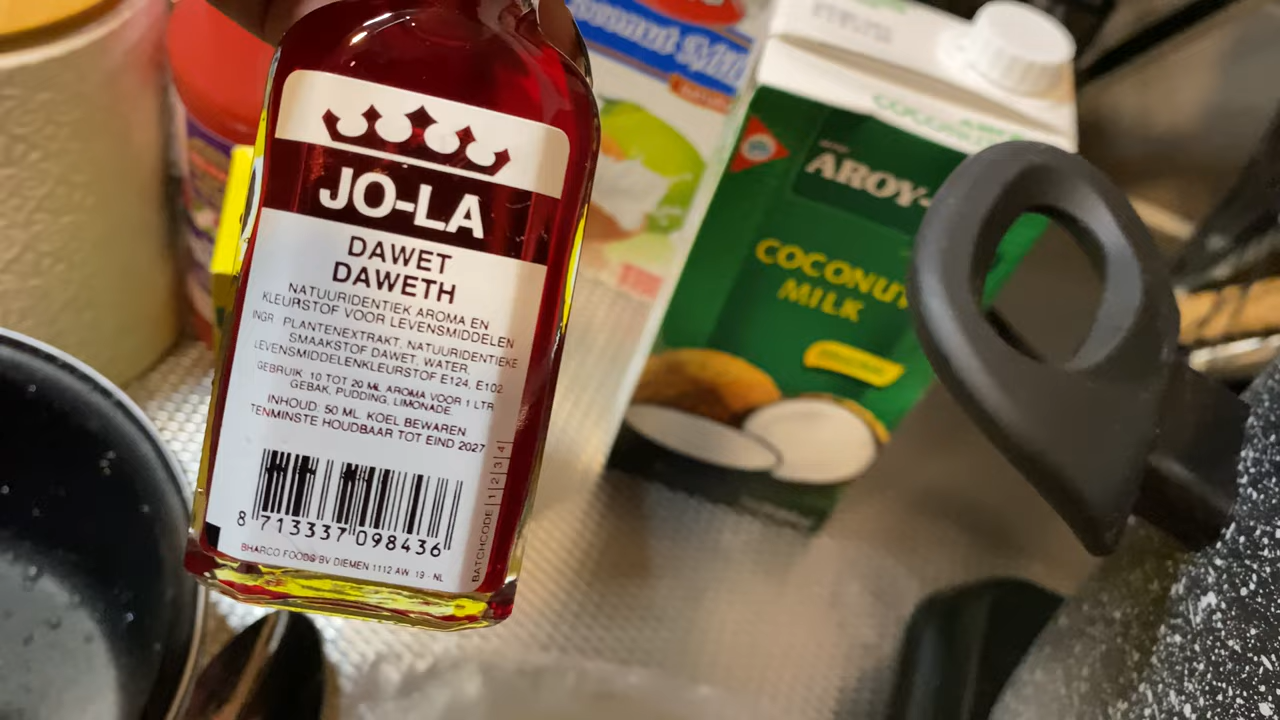 JO-LA
DAWET
DAWETH
NATUURIDENTIEK AROMA EN
KLEURSTOF VOOR LEVENSMIDDELEN
INGR PLANTENEXTRAKT, NATUURIDENTIEKE
SMAAKSTOF DAWET, WATER,
LEVENSMIDDELENKLEURSTOF E124, E102
GEBRUIK: 10 TOT 20 ML AROMA VOOR 1 LTR
GEBAK, PUDDING, LIMONADE.
INHOUD: 50 ML. KOEL BEWAREN
TENMINSTE HOUDBAAR TOT EIND 2027
BATCHCODE 1 2 3 4
8 713337 098436
BHARCO FOODS BV DIEMEN 1112 AW 19 - NL
AROY-
COCONUT
MILK